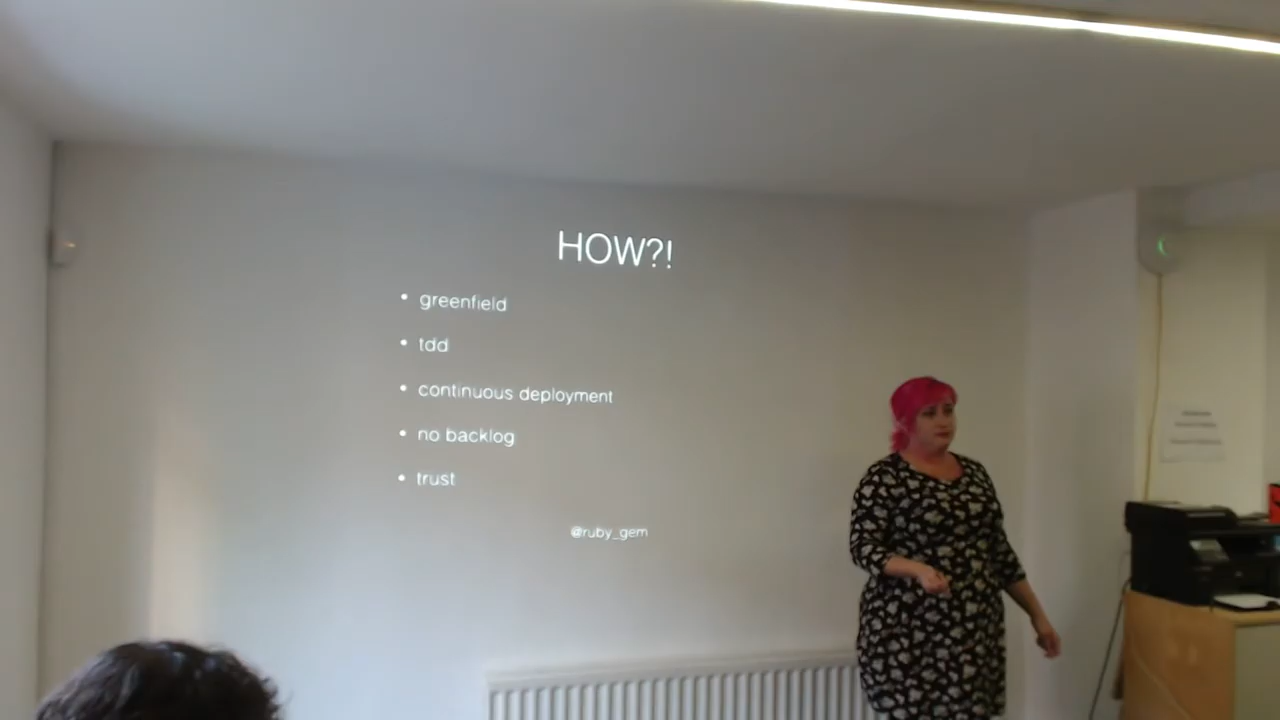 HOW?!
• greenfield
• tdd
• continuous deployment
• no backlog
• trust
@ruby_gem